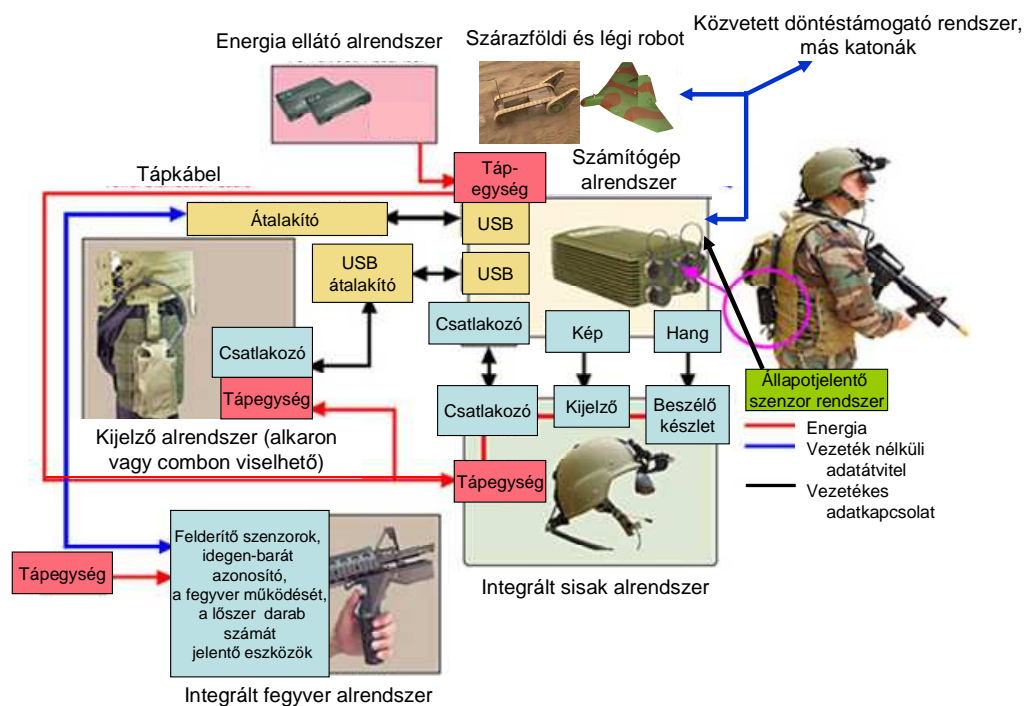 Energia ellátó alrendszer
Szárazföldi és légi robot
Közvetett döntéstámogató rendszer,
más katonák
Tápkábel
Táp-
egység
Számítógép
alrendszer
Átalakító
USB
USB
átalakító
USB
Csatlakozó
Kép
Hang
Csatlakozó
Tápegység
Csatlakozó
Kijelző
Beszélő
készlet
Állapotjelentő
szenzor rendszer
Energia
Vezeték nélküli
adatátvitel
Vezetékes
adatkapcsolat
Kijelző alrendszer (alkaron
vagy combon viselhető)
Tápegység
Integrált sisak alrendszer
Tápegység
Felderítő szenzorok,
idegen-barát
azonosító,
a fegyver működését,
a lőszer darab
számát
jelentő eszközök
Integrált fegyver alrendszer